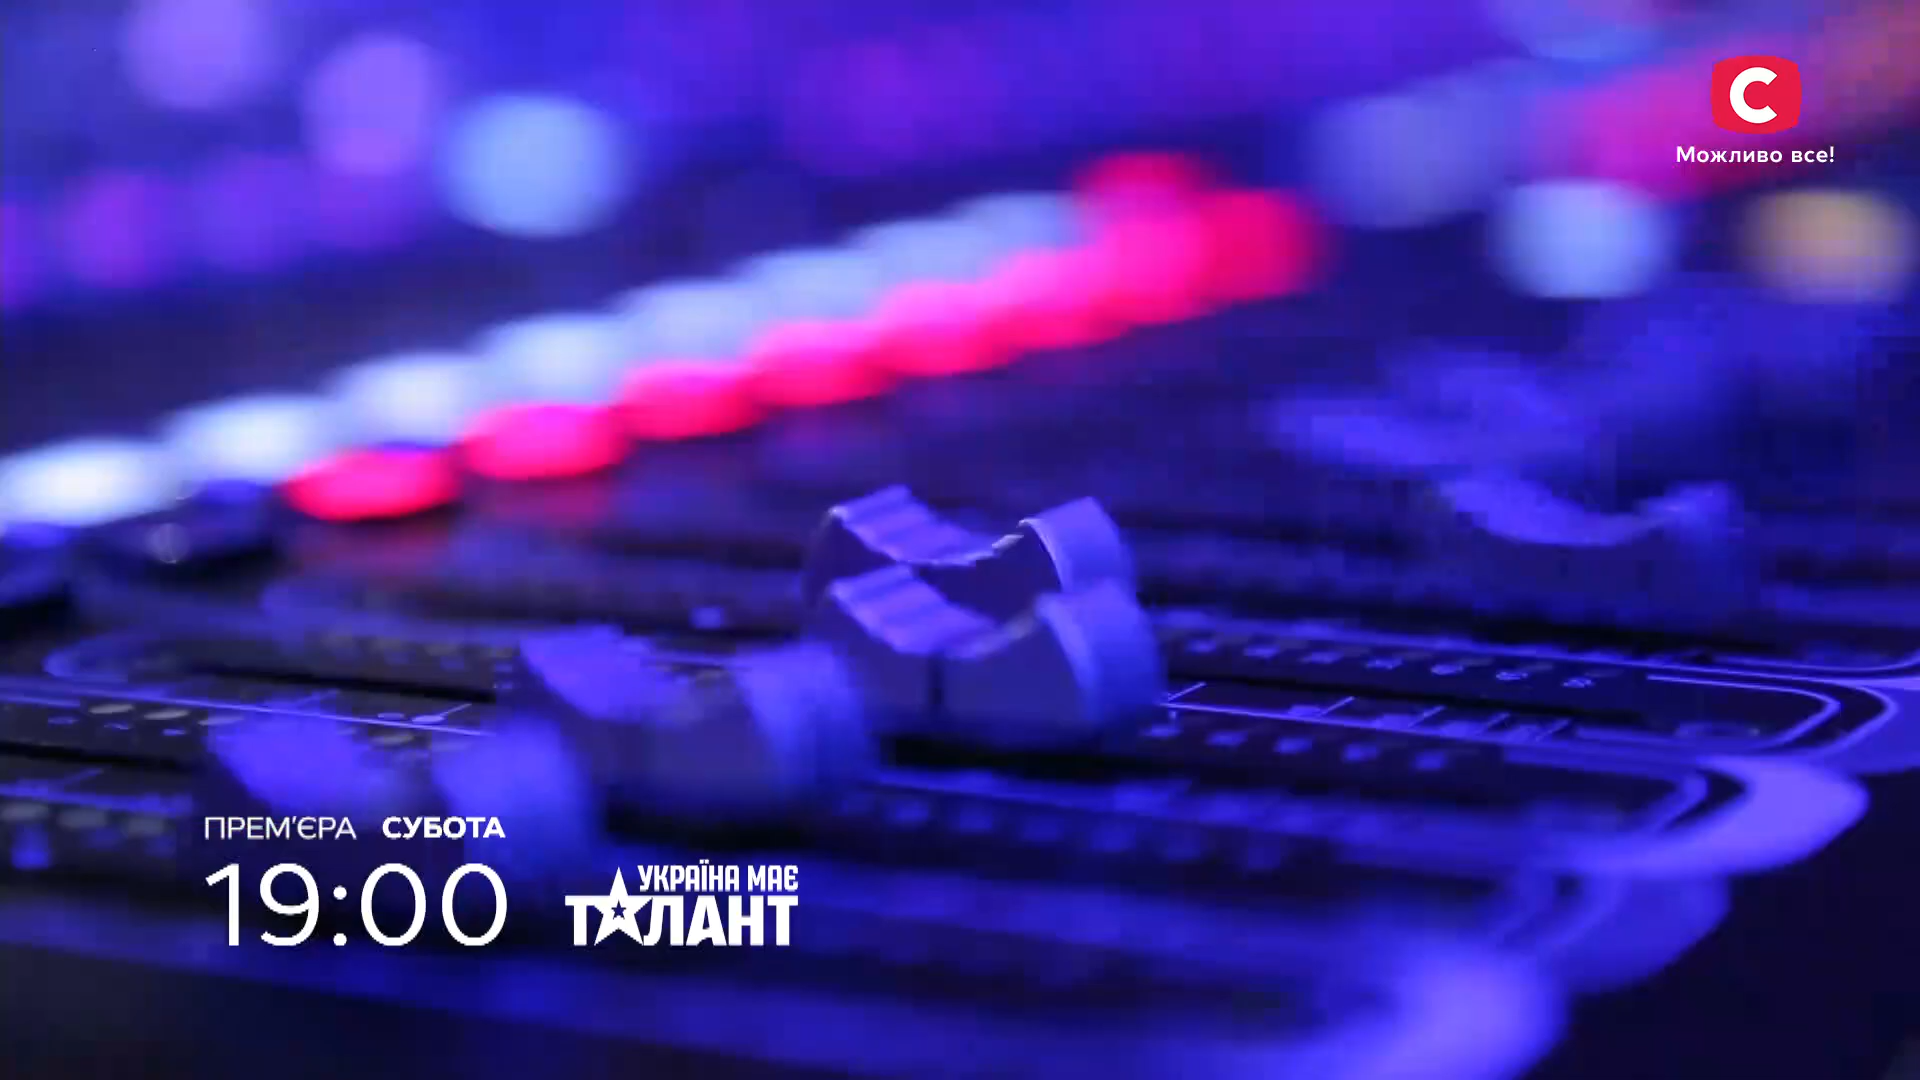 С
Можливо все!
ПРЕМ'ЄРА СУБОТА
19:00
УКРАЇНА МАЄ
ТАЛАНТ